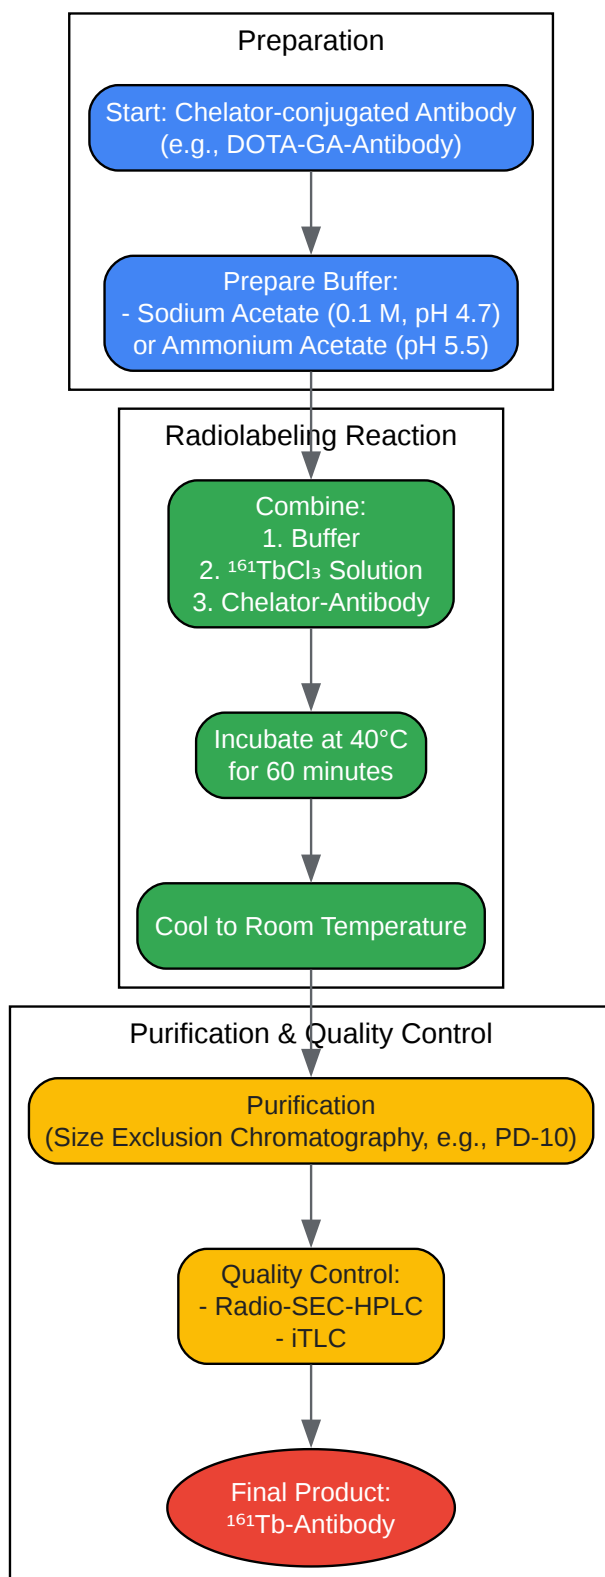 Preparation
Start: Chelator-conjugated Antibody
(e.g., DOTA-GA-Antibody)
Prepare Buffer:
- Sodium Acetate (0.1 M, pH 4.7)
or Ammonium Acetate (pH 5.5)
Radiolabeling Reaction
Combine:
1. Buffer
2. ¹⁶¹TbCl₃ Solution
3. Chelator-Antibody
Incubate at 40°C
for 60 minutes
Cool to Room Temperature
Purification & Quality Control
Purification
(Size Exclusion Chromatography, e.g., PD-10)
Quality Control:
- Radio-SEC-HPLC
- iTLC
Final Product:
¹⁶¹Tb-Antibody